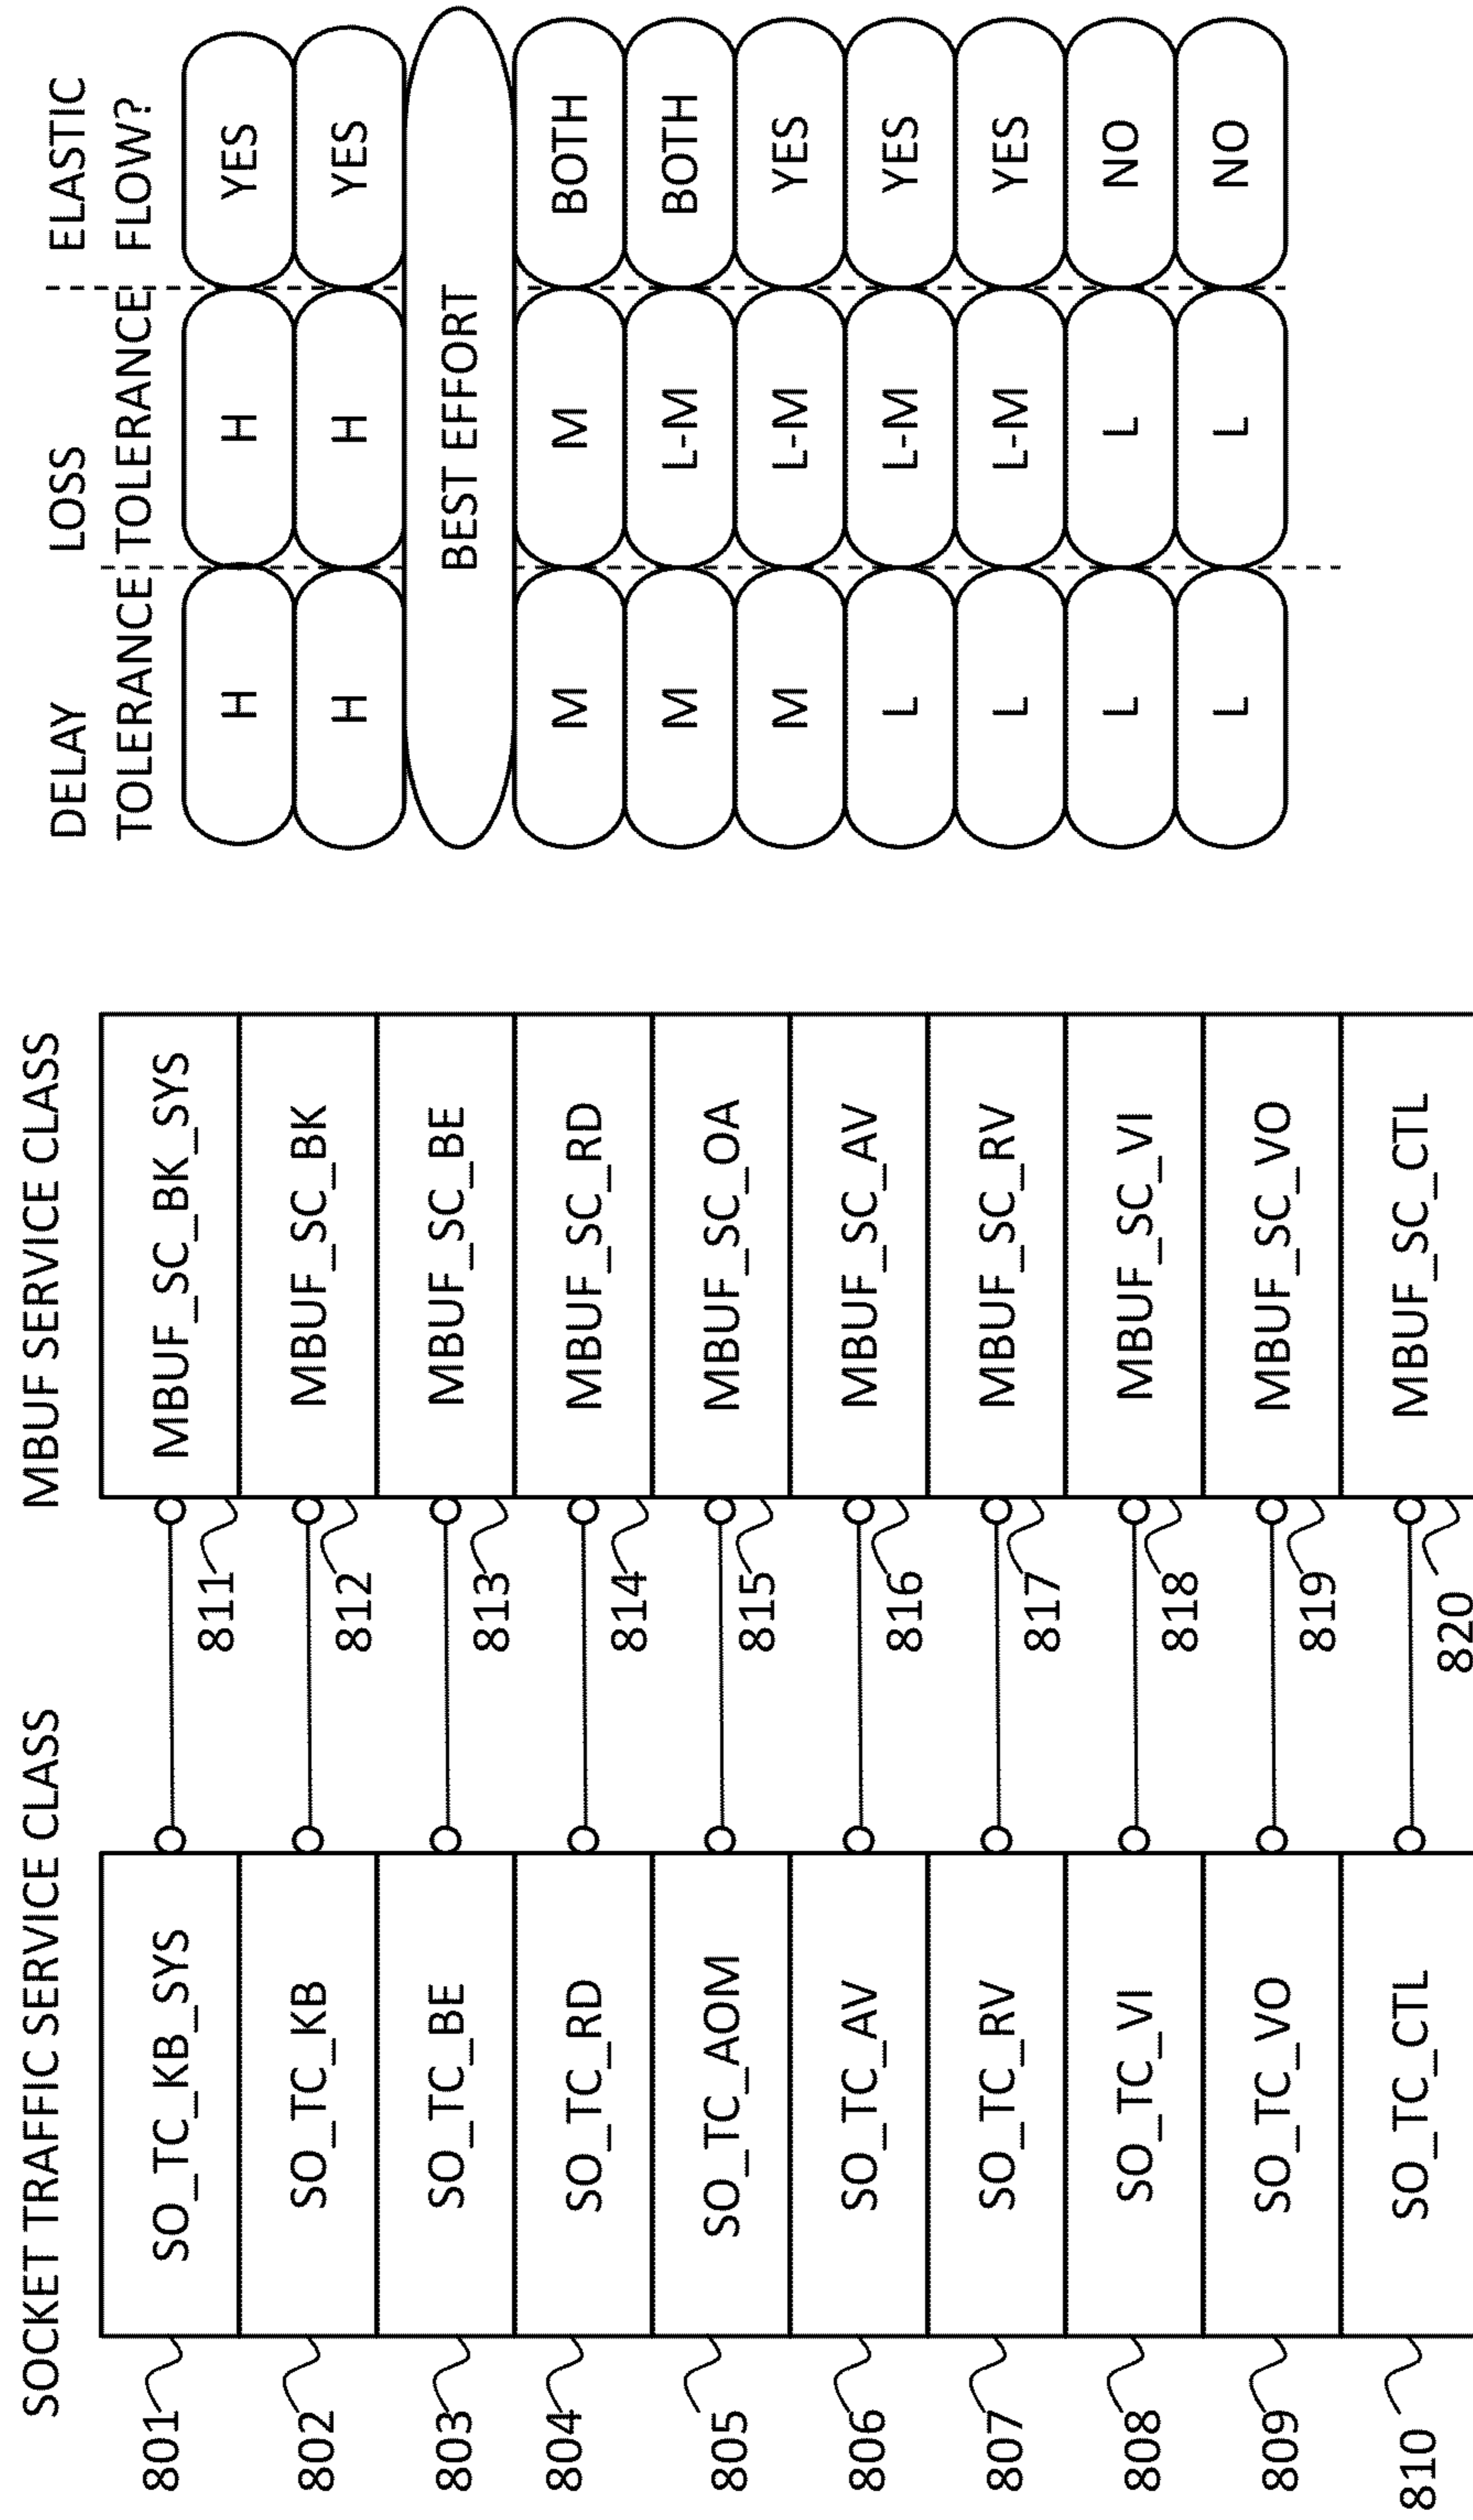 SOCKET TRAFFIC SERVICE CLASS
801
SO_TC_KB_SYS
802
SO_TC_KB
803
SO_TC_BE
804
SO_TC_RD
805
SO_TC_AOM
806
SO_TC_AV
807
SO_TC_RV
808
SO_TC_VI
809
SO_TC_VO
810
SO_TC_CTL
MBUF SERVICE CLASS
811
MBUF_SC_BK_SYS
812
MBUF_SC_BK
813
MBUF_SC_BE
814
MBUF_SC_RD
815
MBUF_SC_OA
816
MBUF_SC_AV
817
MBUF_SC_RV
818
MBUF_SC_VI
819
MBUF_SC_VO
820
MBUF_SC_CTL
DELAY
TOLERANCE
LOSS
TOLERANCE
ELASTIC
FLOW?
H H YES
H H YES
BEST EFFORT
M M BOTH
M L-M BOTH
M L-M YES
L L-M YES
L L-M YES
L L NO
L L NO